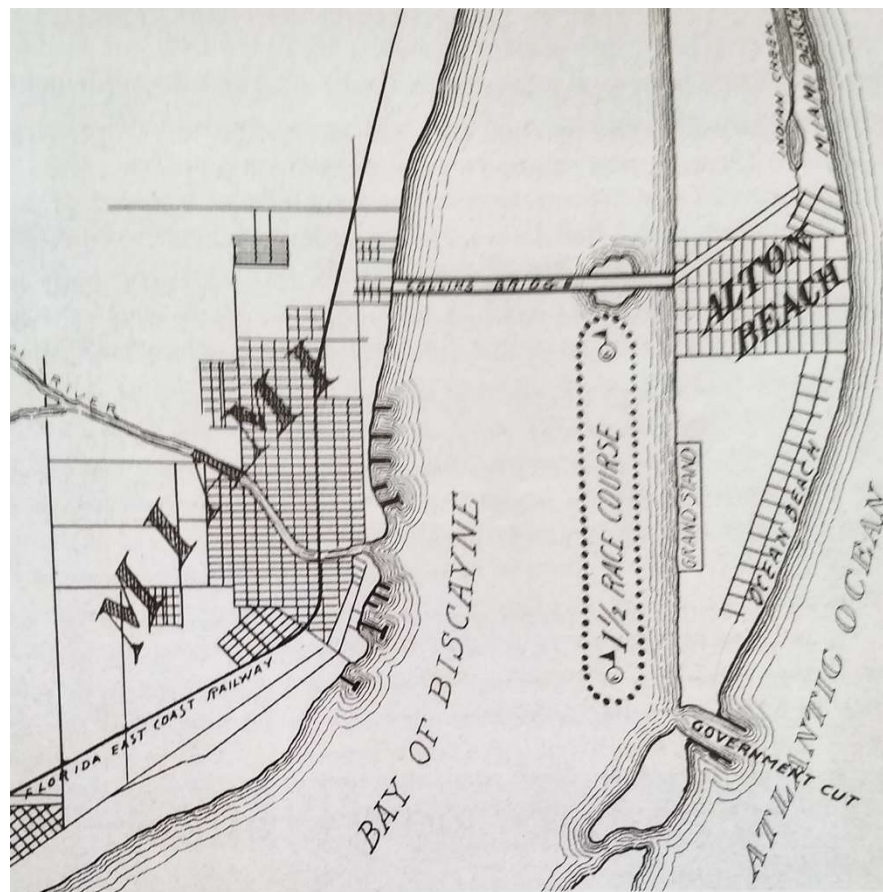 INDIAN CREEK
MIAMI BEACH
COLLINS BRIDGE
ALTON
BEACH
MIAMI
RIVER
1½ RACE COURSE
GRAND STAND
OCEAN BEACH
BAY OF BISCAYNE
ATLANTIC OCEAN
FLORIDA EAST COAST RAILWAY
GOVERNMENT CUT